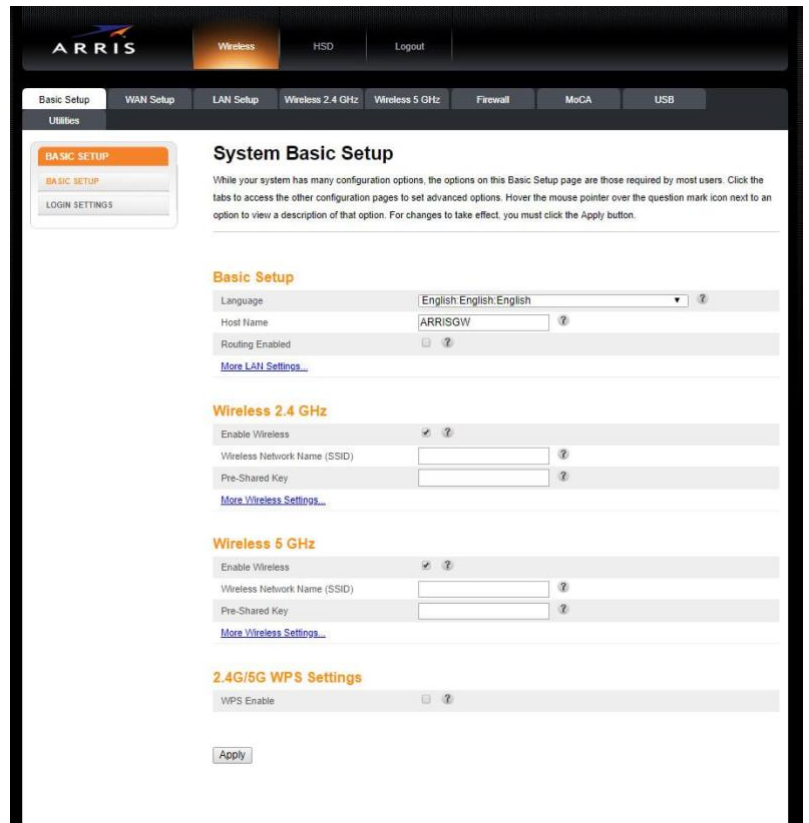 ARRIS
Wireless HSD Logout
Basic Setup WAN Setup LAN Setup Wireless 2.4 GHz Wireless 5 GHz Firewall MoCA USB
Utilities
BASIC SETUP
BASIC SETUP
LOGIN SETTINGS
System Basic Setup
While your system has many configuration options, the options on this Basic Setup page are those required by most users. Click the
tabs to access the other configuration pages to set advanced options. Hover the mouse pointer over the question mark icon next to an
option to view a description of that option. For changes to take effect, you must click the Apply button.
Basic Setup
Language English:English:English ?
Host Name ARRISGW ?
Routing Enabled ?
More LAN Settings...
Wireless 2.4 GHz
Enable Wireless ?
Wireless Network Name (SSID) ?
Pre-Shared Key ?
More Wireless Settings...
Wireless 5 GHz
Enable Wireless ?
Wireless Network Name (SSID) ?
Pre-Shared Key ?
More Wireless Settings...
2.4G/5G WPS Settings
WPS Enable ?
Apply